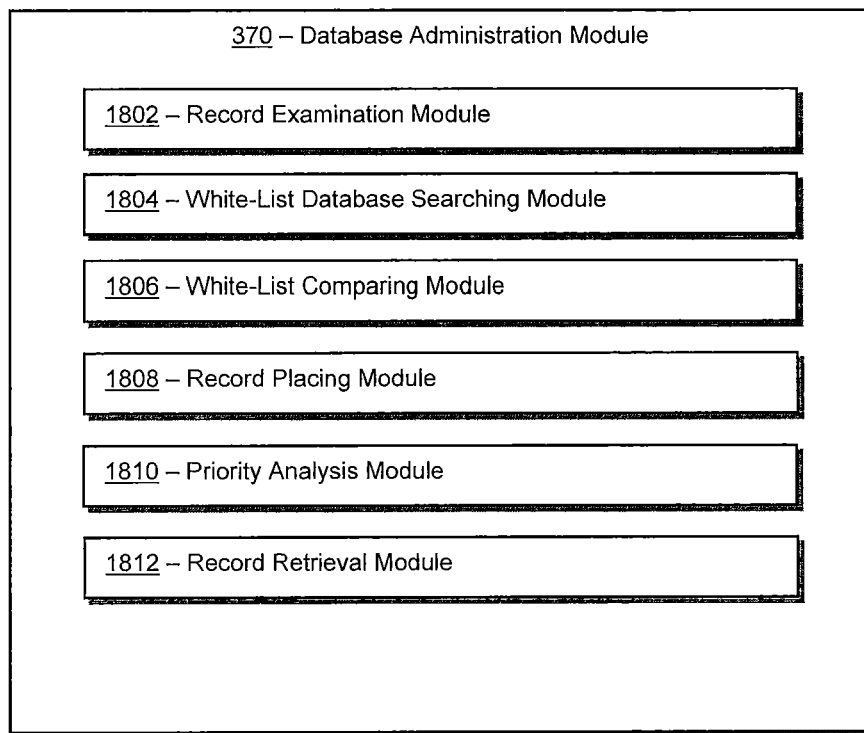 370 – Database Administration Module
1802 – Record Examination Module
1804 – White-List Database Searching Module
1806 – White-List Comparing Module
1808 – Record Placing Module
1810 – Priority Analysis Module
1812 – Record Retrieval Module